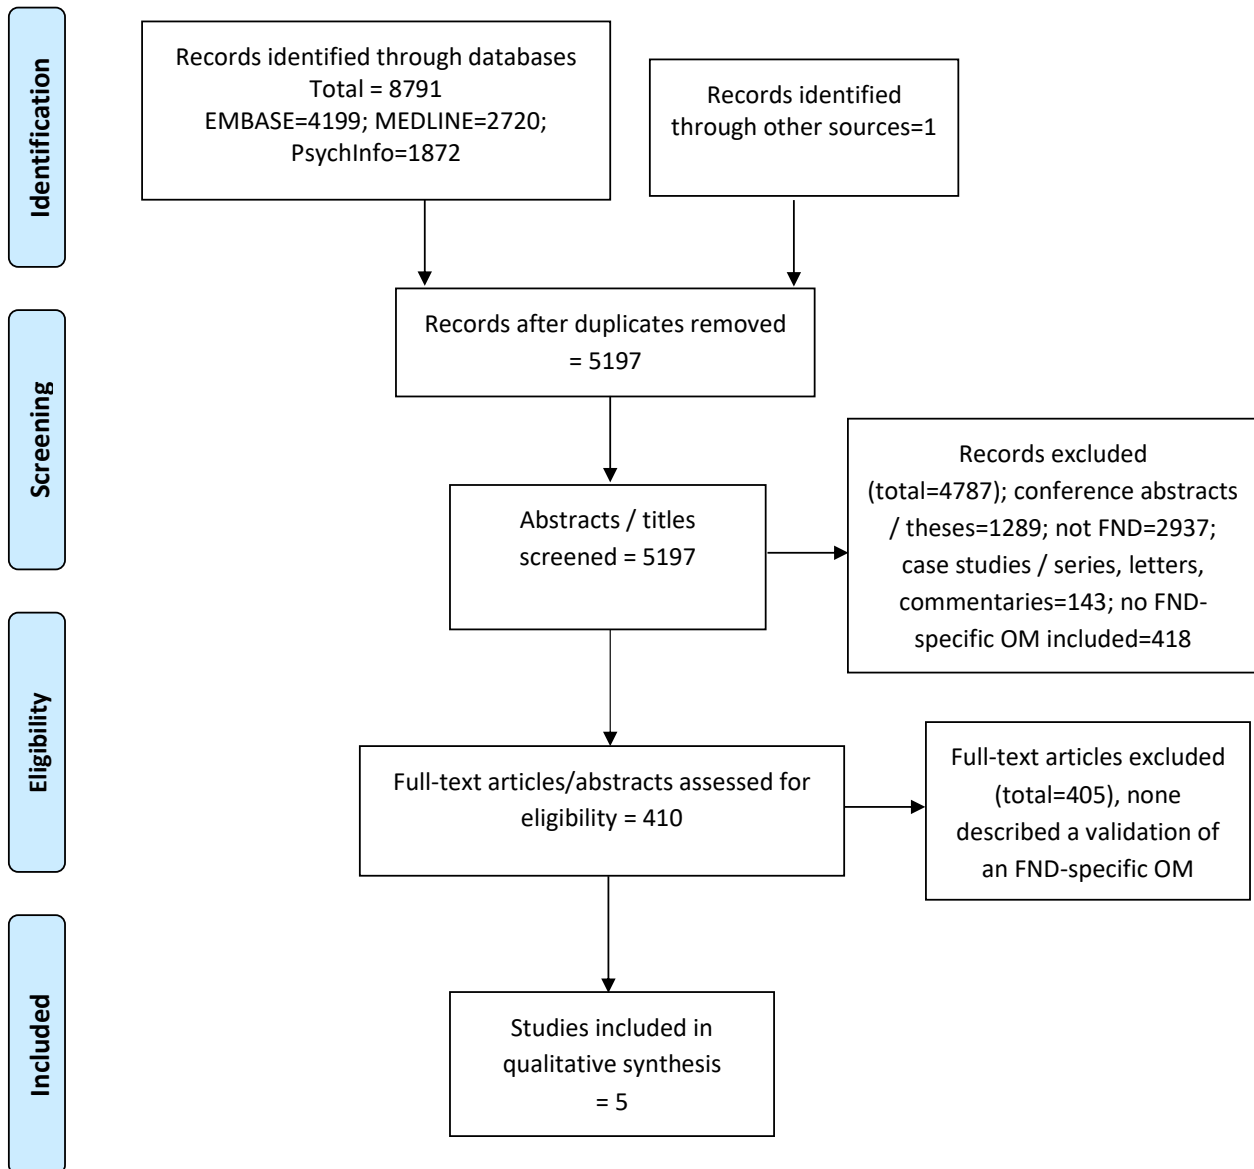 Identification
Records identified through databases
Total = 8791
EMBASE=4199; MEDLINE=2720;
PsychInfo=1872
Records identified
through other sources=1
Screening
Records after duplicates removed
= 5197
Abstracts / titles
screened = 5197
Records excluded
(total=4787); conference abstracts
/ theses=1289; not FND=2937;
case studies / series, letters,
commentaries=143; no FND-
specific OM included=418
Eligibility
Full-text articles/abstracts assessed for
eligibility = 410
Full-text articles excluded
(total=405), none
described a validation of
an FND-specific OM
Included
Studies included in
qualitative synthesis
= 5